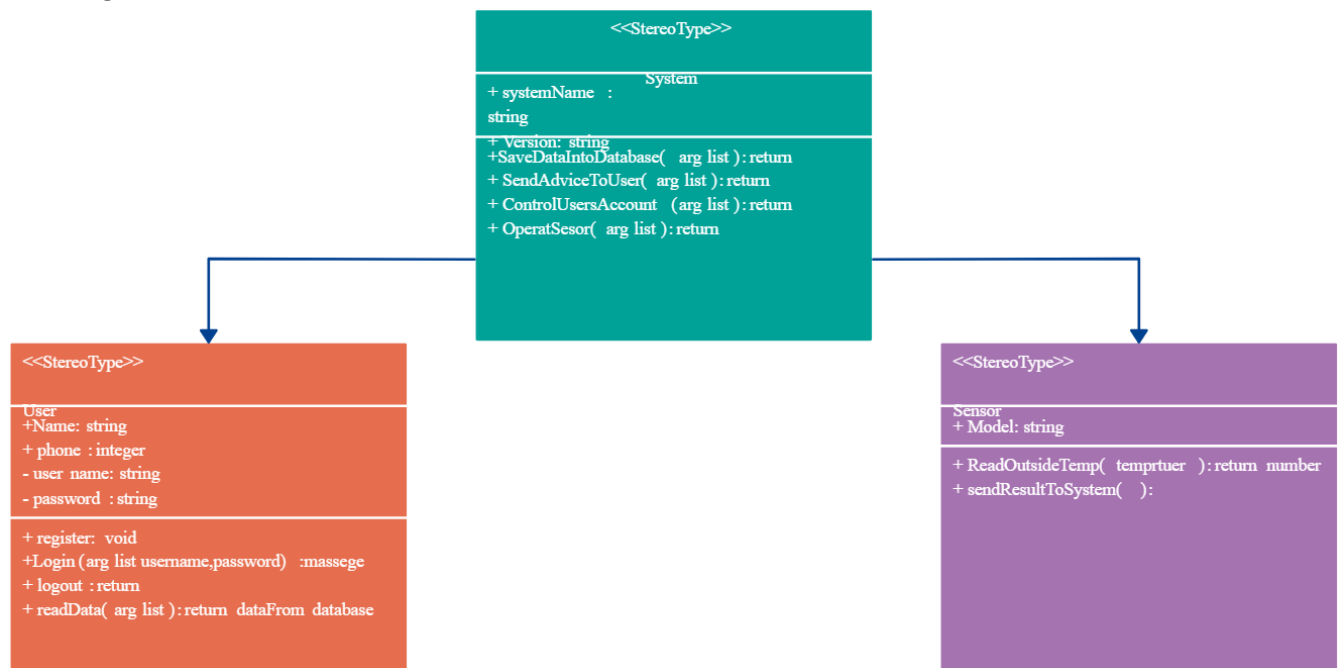 <<StereoType>>
System
+ systemName :
string
+ Version: string
+SaveDataIntoDatabase( arg list ): return
+ SendAdviceToUser( arg list ): return
+ ControlUsersAccount (arg list ): return
+ OperatSesor( arg list ): return
<<StereoType>>
User
+Name: string
+ phone : integer
- user name: string
- password : string
+ register: void
+Login (arg list username,password) :massege
+ logout : return
+ readData( arg list ): return dataFrom database
<<StereoType>>
Sensor
+ Model: string
+ ReadOutsideTemp( temprtuer ): return number
+ sendResultToSystem( ):